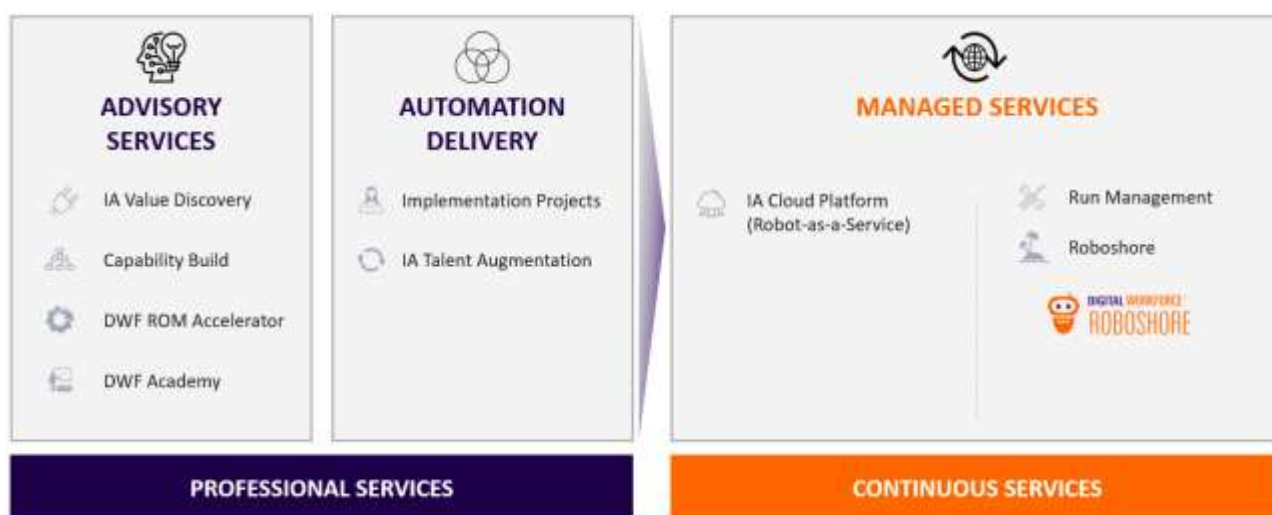 ADVISORY
SERVICES
IA Value Discovery
Capability Build
DWF ROM Accelerator
DWF Academy
AUTOMATION
DELIVERY
Implementation Projects
IA Talent Augmentation
MANAGED SERVICES
IA Cloud Platform
(Robot-as-a-Service)
Run Management
Roboshore
DIGITAL WORKFORCE
ROBOSHORE
PROFESSIONAL SERVICES
CONTINUOUS SERVICES